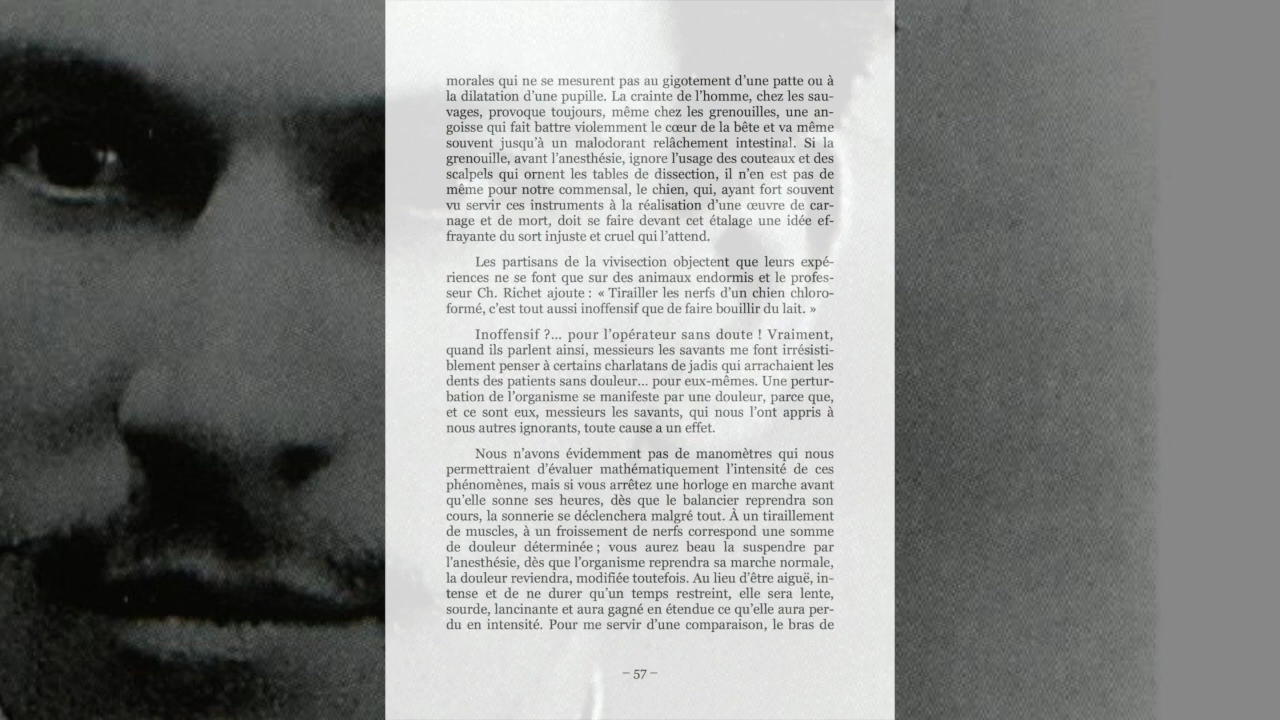 morales qui ne se mesurent pas au gigotement d’une patte ou à
la dilatation d’une pupille. La crainte de l’homme, chez les sau-
vages, provoque toujours, même chez les grenouilles, une an-
goisse qui fait battre violemment le cœur de la bête et va même
souvent jusqu’à un malodorant relâchement intestinal. Si la
grenouille, avant l’anesthésie, ignore l’usage des couteaux et des
scalpels qui ornent les tables de dissection, il n’en est pas de
même pour notre commensal, le chien, qui, ayant fort souvent
vu servir ces instruments à la réalisation d’une œuvre de car-
nage et de mort, doit se faire devant cet étalage une idée ef-
frayante du sort injuste et cruel qui l’attend.
Les partisans de la vivisection objectent que leurs expé-
riences ne se font que sur des animaux endormis et le profes-
seur Ch. Richet ajoute : « Tirailler les nerfs d’un chien chloro-
formé, c’est tout aussi inoffensif que de faire bouillir du lait. »
Inoffensif ?… pour l’opérateur sans doute ! Vraiment,
quand ils parlent ainsi, messieurs les savants me font irrésisti-
blement penser à certains charlatans de jadis qui arrachaient les
dents des patients sans douleur… pour eux-mêmes. Une pertur-
bation de l’organisme se manifeste par une douleur, parce que,
et ce sont eux, messieurs les savants, qui nous l’ont appris à
nous autres ignorants, toute cause a un effet.
Nous n’avons évidemment pas de manomètres qui nous
permettraient d’évaluer mathématiquement l’intensité de ces
phénomènes, mais si vous arrêtez une horloge en marche avant
qu’elle sonne ses heures, dès que le balancier reprendra son
cours, la sonnerie se déclenchera malgré tout. À un tiraillement
de muscles, à un froissement de nerfs correspond une somme
de douleur déterminée ; vous aurez beau la suspendre par
l’anesthésie, dès que l’organisme reprendra sa marche normale,
la douleur reviendra, modifiée toutefois. Au lieu d’être aiguë, in-
tense et de ne durer qu’un temps restreint, elle sera lente,
sourde, lancinante et aura gagné en étendue ce qu’elle aura per-
du en intensité. Pour me servir d’une comparaison, le bras de
– 57 –